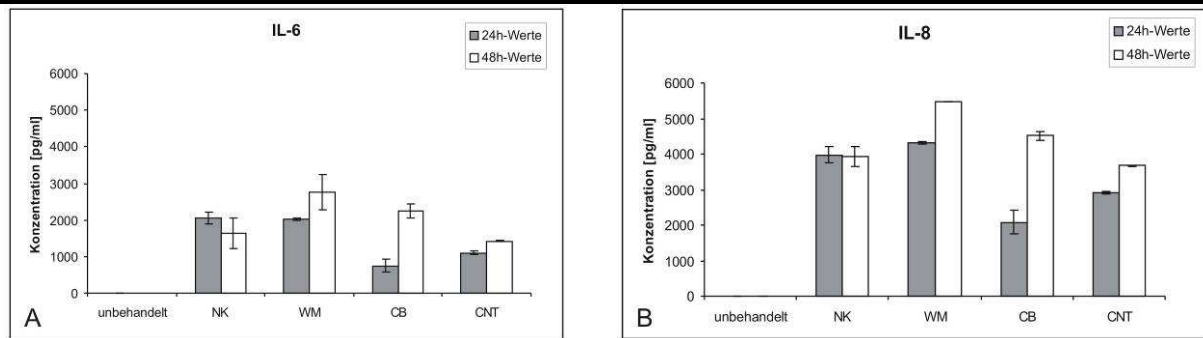 IL-6
24h-Werte
48h-Werte
Konzentration [pg/ml]
6000
5000
4000
3000
2000
1000
0
unbehandelt NK WM CB CNT
A
IL-8
24h-Werte
48h-Werte
Konzentration [pg/ml]
6000
5000
4000
3000
2000
1000
0
unbehandelt NK WM CB CNT
B